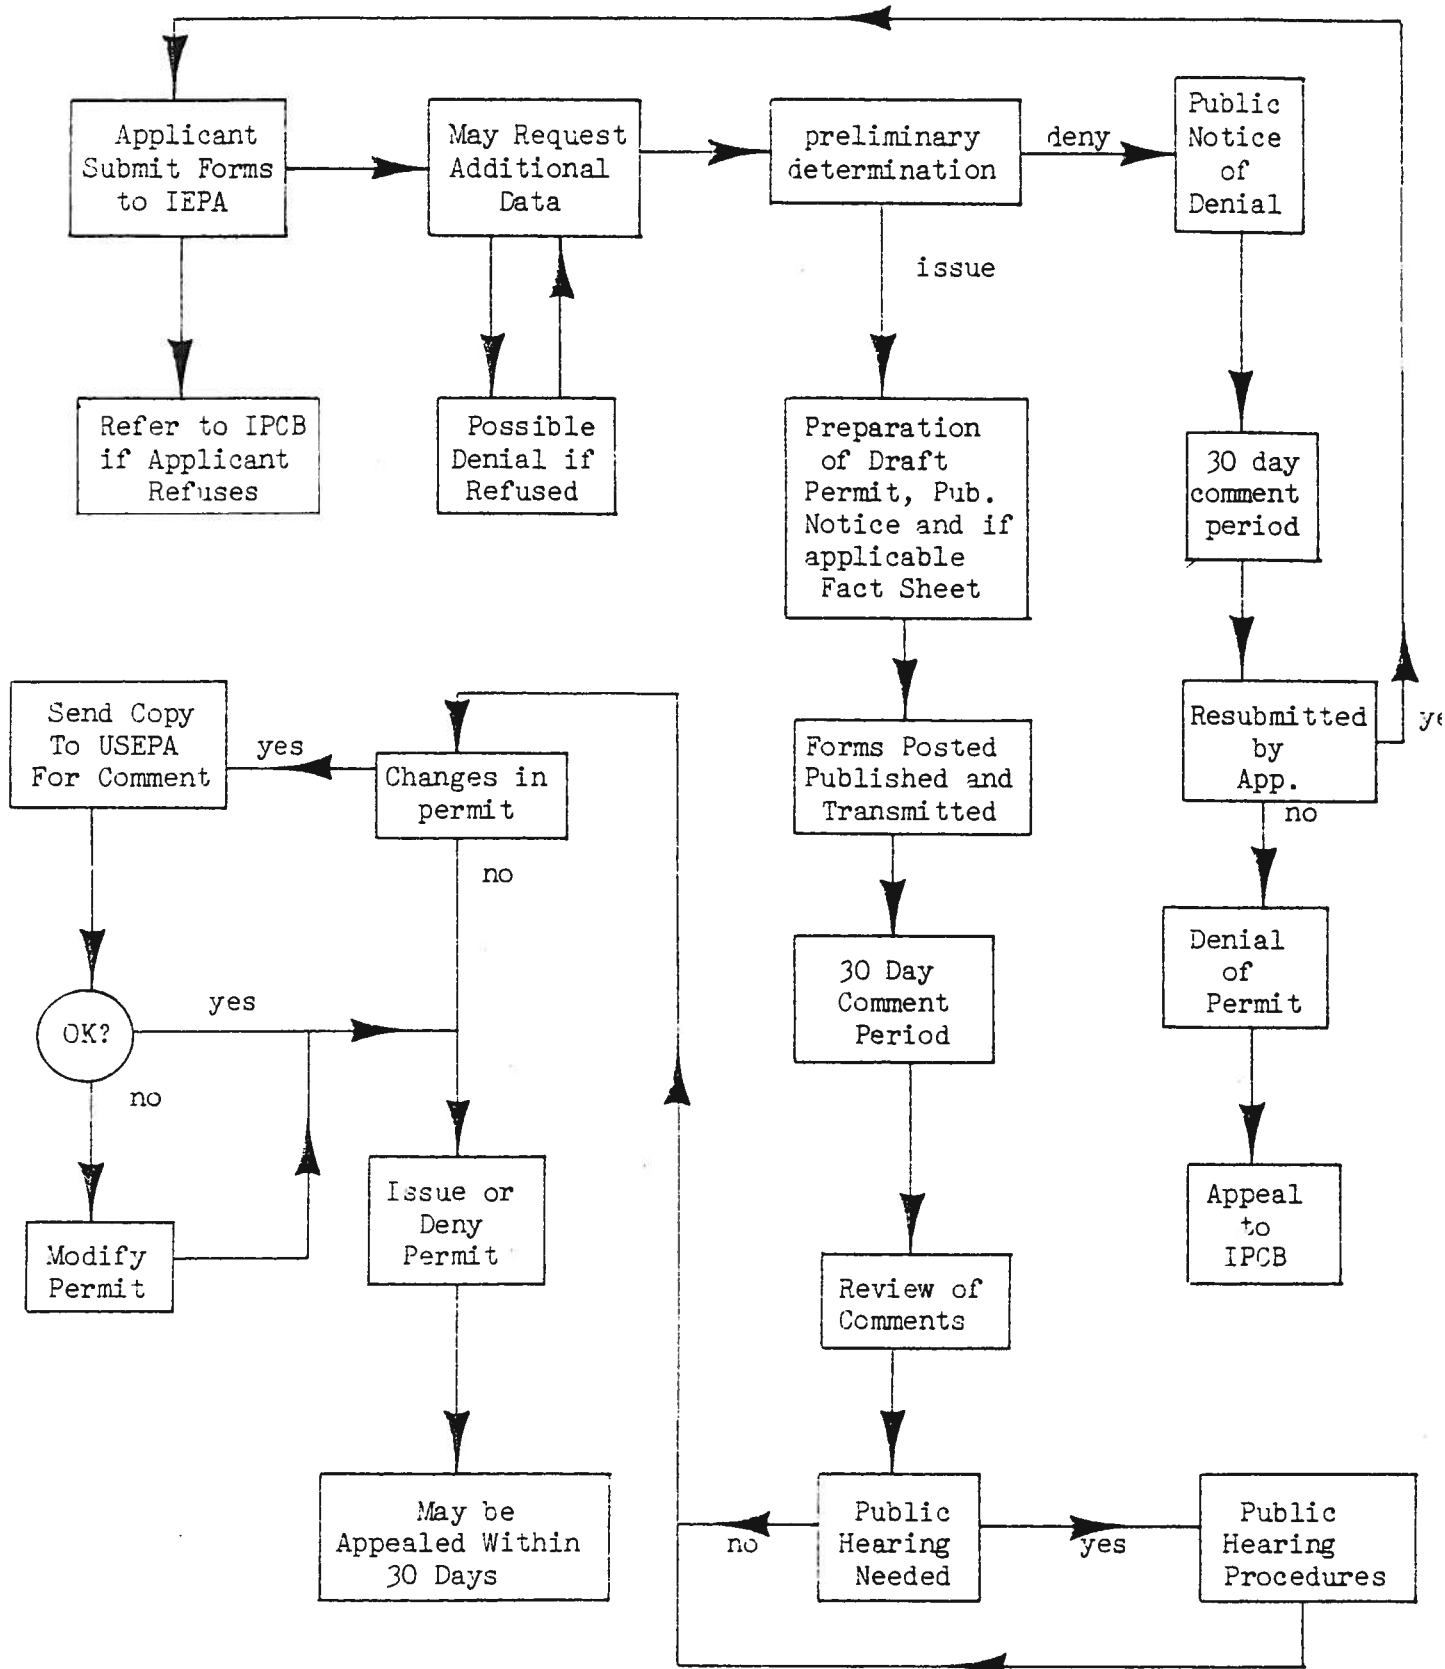 Applicant
Submit Forms
to IEPA
May Request
Additional
Data
preliminary
determination
deny
Public
Notice
of
Denial
issue
Refer to IPCB
if Applicant
Refuses
Possible
Denial if
Refused
Preparation
of Draft
Permit, Pub.
Notice and if
applicable
Fact Sheet
30 day
comment
period
Send Copy
To USEPA
For Comment
yes
Changes in
permit
no
Forms Posted
Published and
Transmitted
Resubmitted
by
App.
ye
no
30 Day
Comment
Period
Denial
of
Permit
OK?
yes
no
Modify
Permit
Issue or
Deny
Permit
Appeal
to
IPCB
Review of
Comments
May be
Appealed Within
30 Days
no
Public
Hearing
Needed
yes
Public
Hearing
Procedures